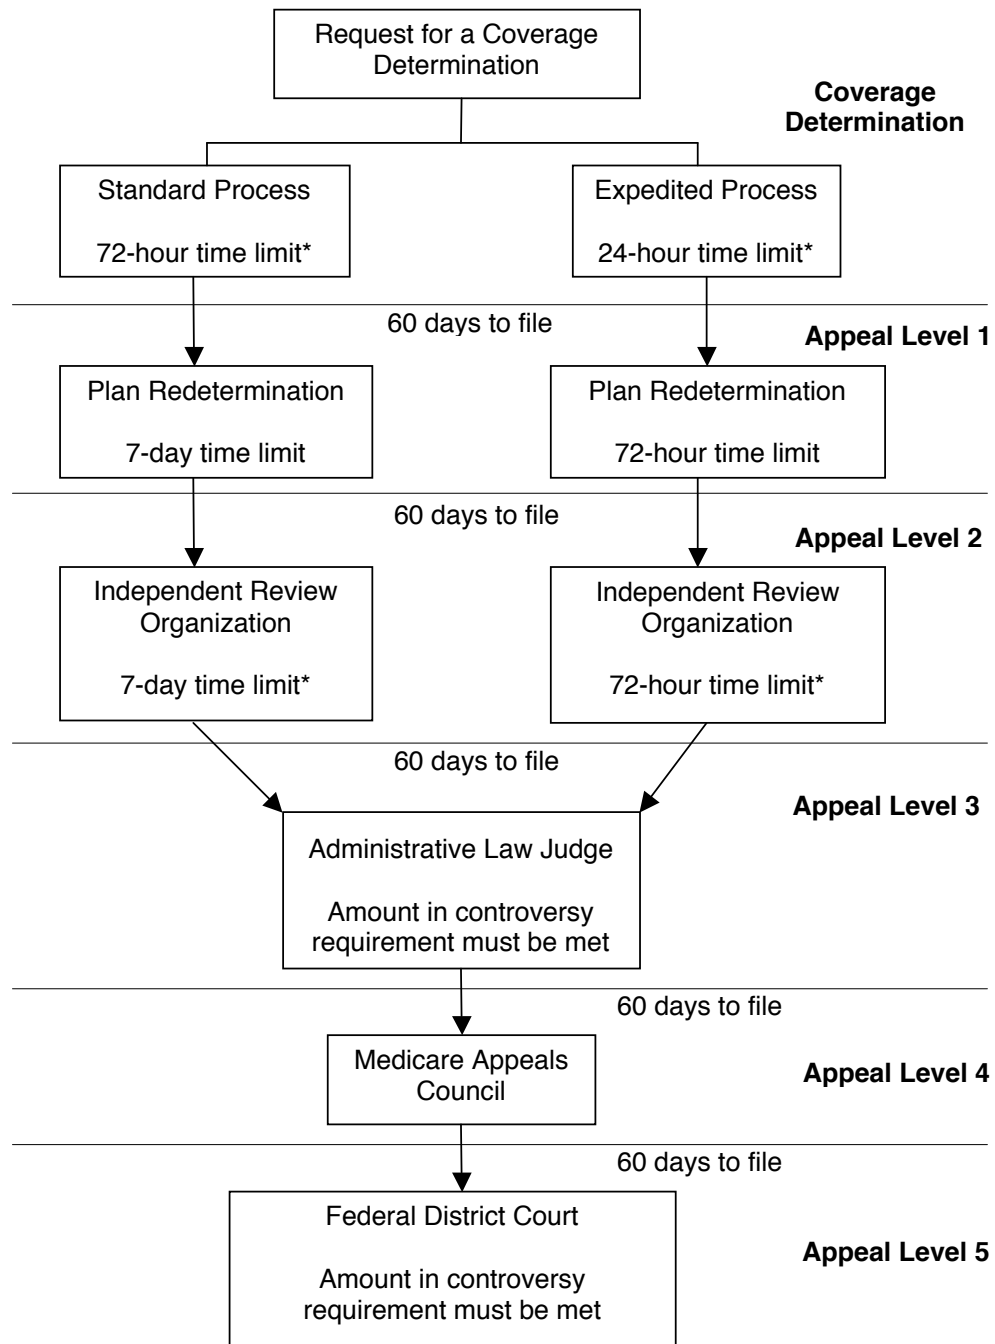 Request for a Coverage
Determination
Coverage
Determination
Standard Process
72-hour time limit*
Expedited Process
24-hour time limit*
60 days to file
Appeal Level 1
Plan Redetermination
7-day time limit
Plan Redetermination
72-hour time limit
60 days to file
Appeal Level 2
Independent Review
Organization
7-day time limit*
Independent Review
Organization
72-hour time limit*
60 days to file
Appeal Level 3
Administrative Law Judge
Amount in controversy
requirement must be met
60 days to file
Medicare Appeals
Council
Appeal Level 4
60 days to file
Federal District Court
Amount in controversy
requirement must be met
Appeal Level 5